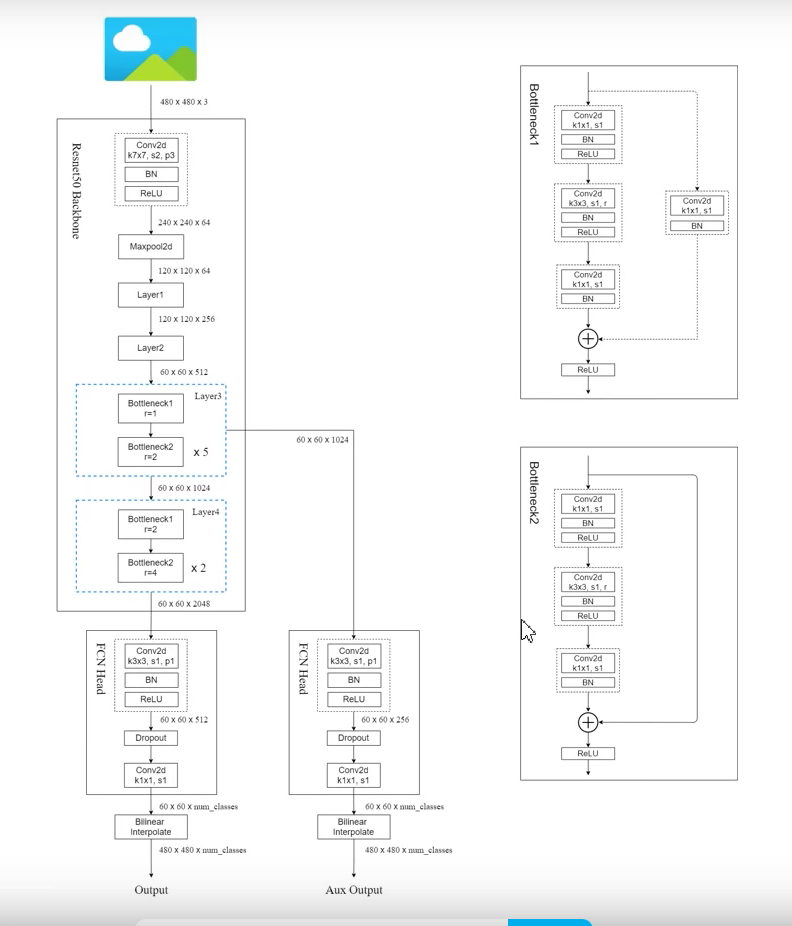 480 x 480 x 3
Resnet50 Backbone
Conv2d
k7x7, s2, p3
BN
ReLU
240 x 240 x 64
Maxpool2d
120 x 120 x 64
Layer1
120 x 120 x 256
Layer2
60 x 60 x 512
Layer3
Bottleneck1
r=1
Bottleneck2
r=2
x 5
60 x 60 x 1024
60 x 60 x 1024
Layer4
Bottleneck1
r=2
Bottleneck2
r=4
x 2
60 x 60 x 2048
FCN Head
Conv2d
k3x3, s1, p1
BN
ReLU
60 x 60 x 512
Dropout
Conv2d
k1x1, s1
60 x 60 x num_classes
Bilinear
Interpolate
480 x 480 x num_classes
Output
FCN Head
Conv2d
k3x3, s1, p1
BN
ReLU
60 x 60 x 256
Dropout
Conv2d
k1x1, s1
60 x 60 x num_classes
Bilinear
Interpolate
480 x 480 x num_classes
Aux Output
Bottleneck1
Conv2d
k1x1, s1
BN
ReLU
Conv2d
k3x3, s1, r
BN
ReLU
Conv2d
k1x1, s1
BN
Conv2d
k1x1, s1
BN
ReLU
Bottleneck2
Conv2d
k1x1, s1
BN
ReLU
Conv2d
k3x3, s1, r
BN
ReLU
Conv2d
k1x1, s1
BN
ReLU